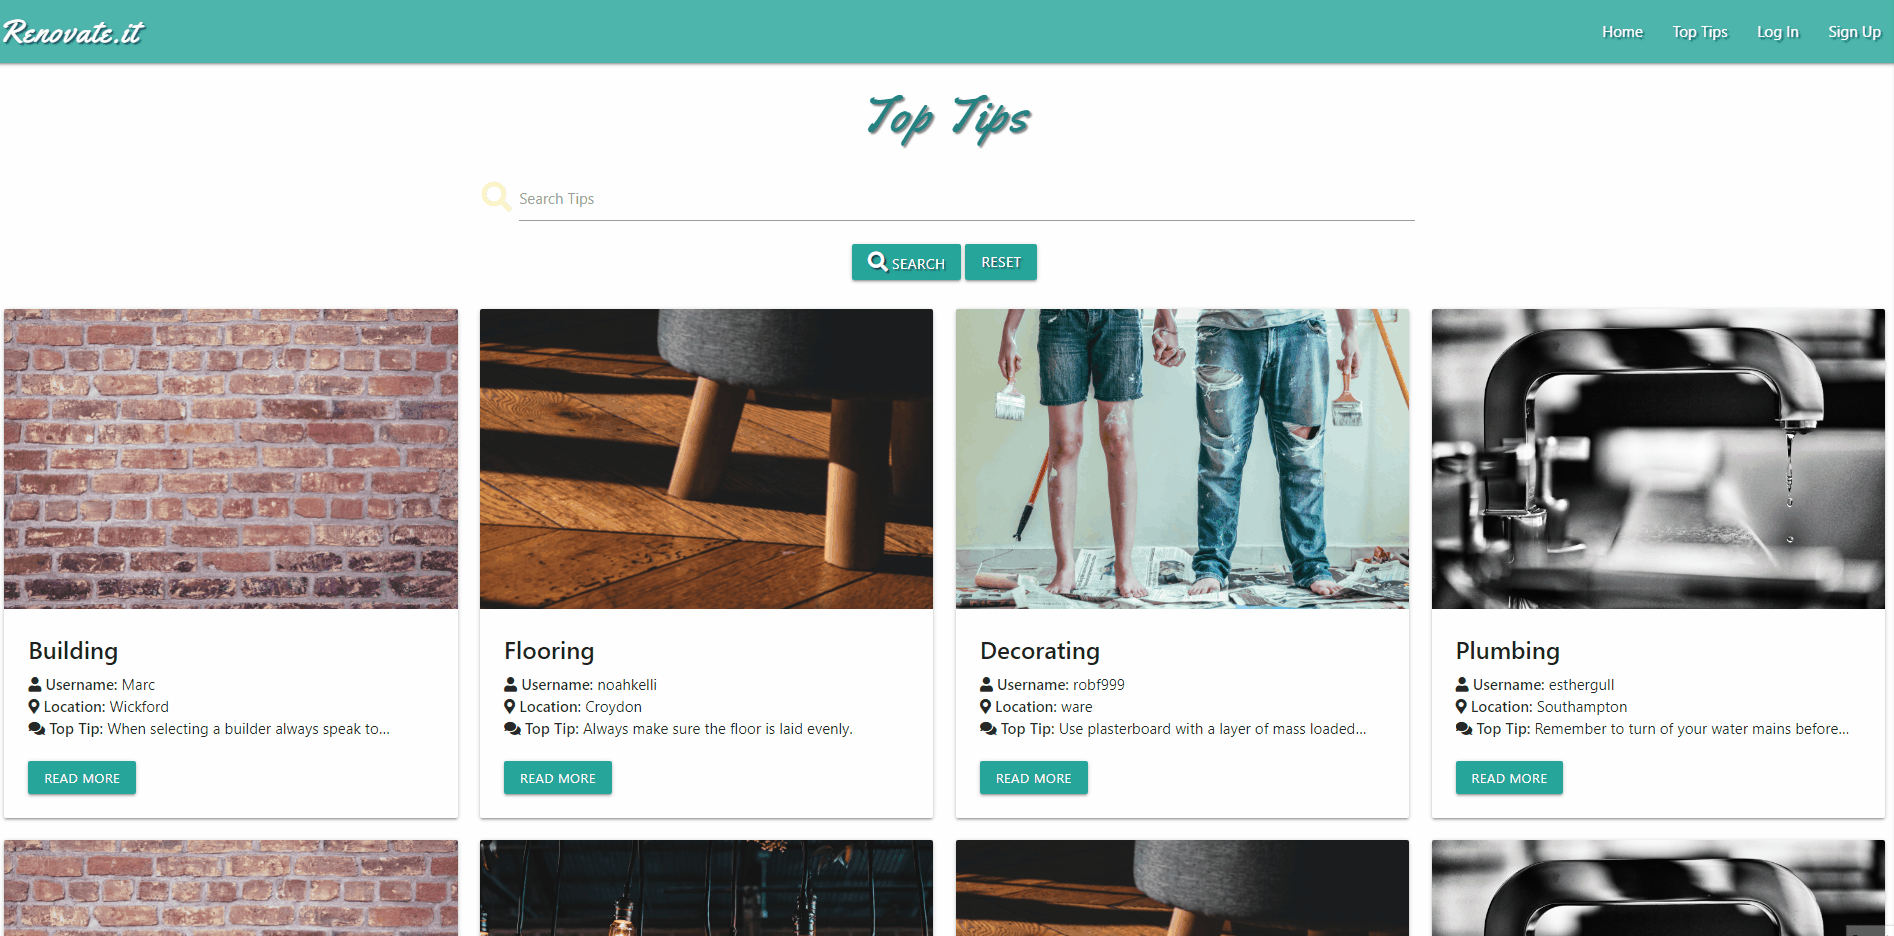 Renovate.it
Home Top Tips Log In Sign Up
Top Tips
Search Tips
SEARCH RESET
Building
Username: Marc
Location: Wickford
Top Tip: When selecting a builder always speak to...
READ MORE
Flooring
Username: noahkelli
Location: Croydon
Top Tip: Always make sure the floor is laid evenly.
READ MORE
Decorating
Username: robf999
Location: ware
Top Tip: Use plasterboard with a layer of mass loaded...
READ MORE
Plumbing
Username: esthergull
Location: Southampton
Top Tip: Remember to turn of your water mains before...
READ MORE